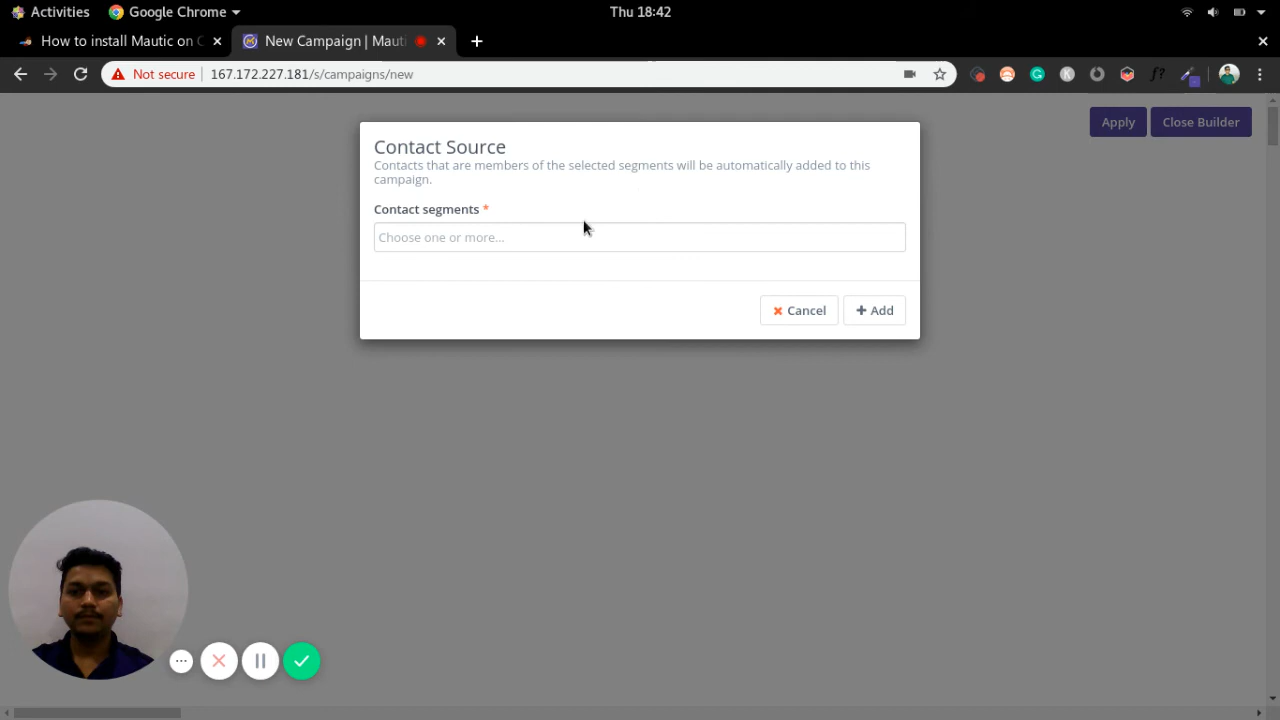 Activities
Google Chrome
Thu 18:42
How to install Mautic on
New Campaign | Mauti
Not secure
167.172.227.181/s/campaigns/new
f?
Apply
Close Builder
Contact Source
Contacts that are members of the selected segments will be automatically added to this
campaign.
Contact segments *
Choose one or more...
Cancel
+ Add